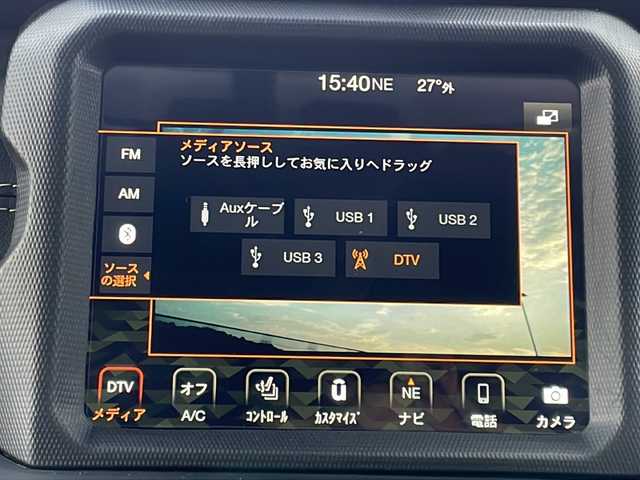 15:40NE 27°外
メディアソース
ソースを長押ししてお気に入りへドラッグ
FM
AM
ソース
の選択
Auxケーブ
ル
USB 1
USB 2
USB 3
DTV
DTV
メディア
オフ
A/C
コントロール
カスタマイズ
NE
ナビ
電話
カメラ